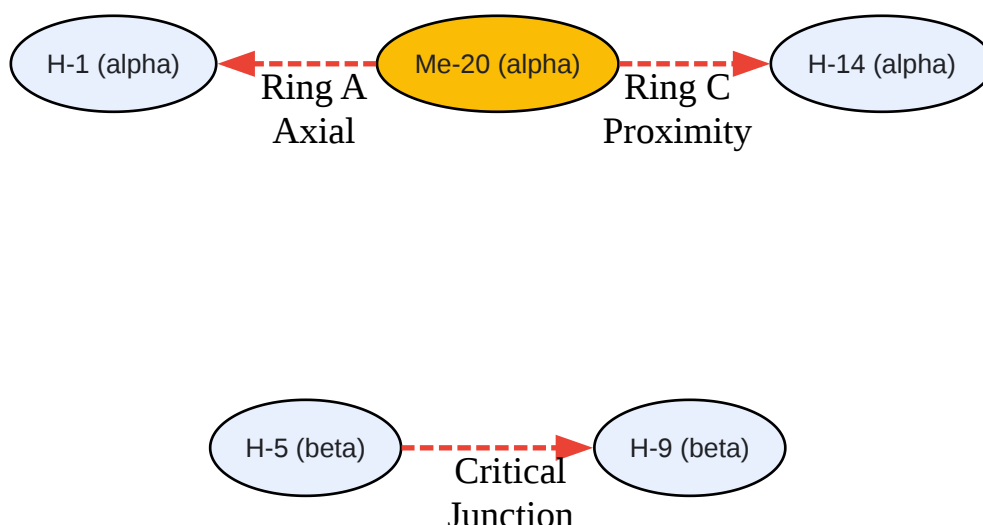 H-1 (alpha)
Me-20 (alpha)
H-14 (alpha)
Ring A
Axial
Ring C
Proximity
H-5 (beta)
H-9 (beta)
Critical
Junction